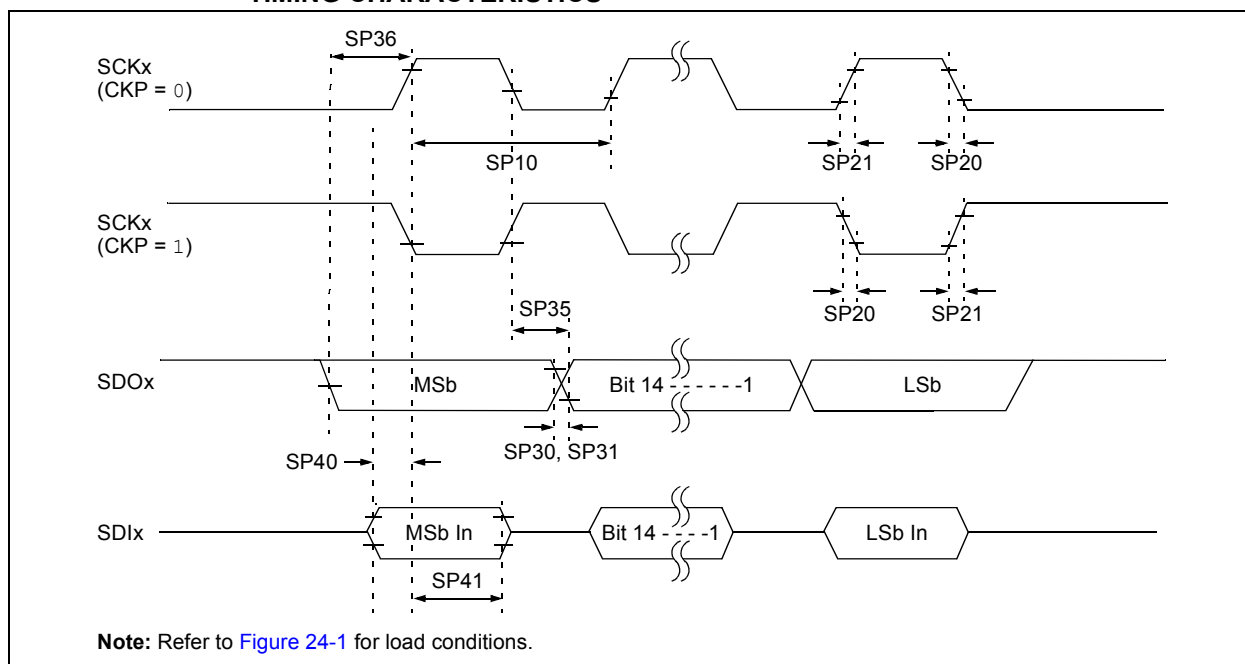 TIMING CHARACTERISTICS
SP36
SCKx
(CKP = 0)
SP10
SP21
SP20
SCKx
(CKP = 1)
SP35
SP20
SP21
SDOx
MSb
Bit 14 - - - - - -1
LSb
SP40
SP30, SP31
SDIx
MSb In
Bit 14 - - - -1
LSb In
SP41
Note: Refer to Figure 24-1 for load conditions.